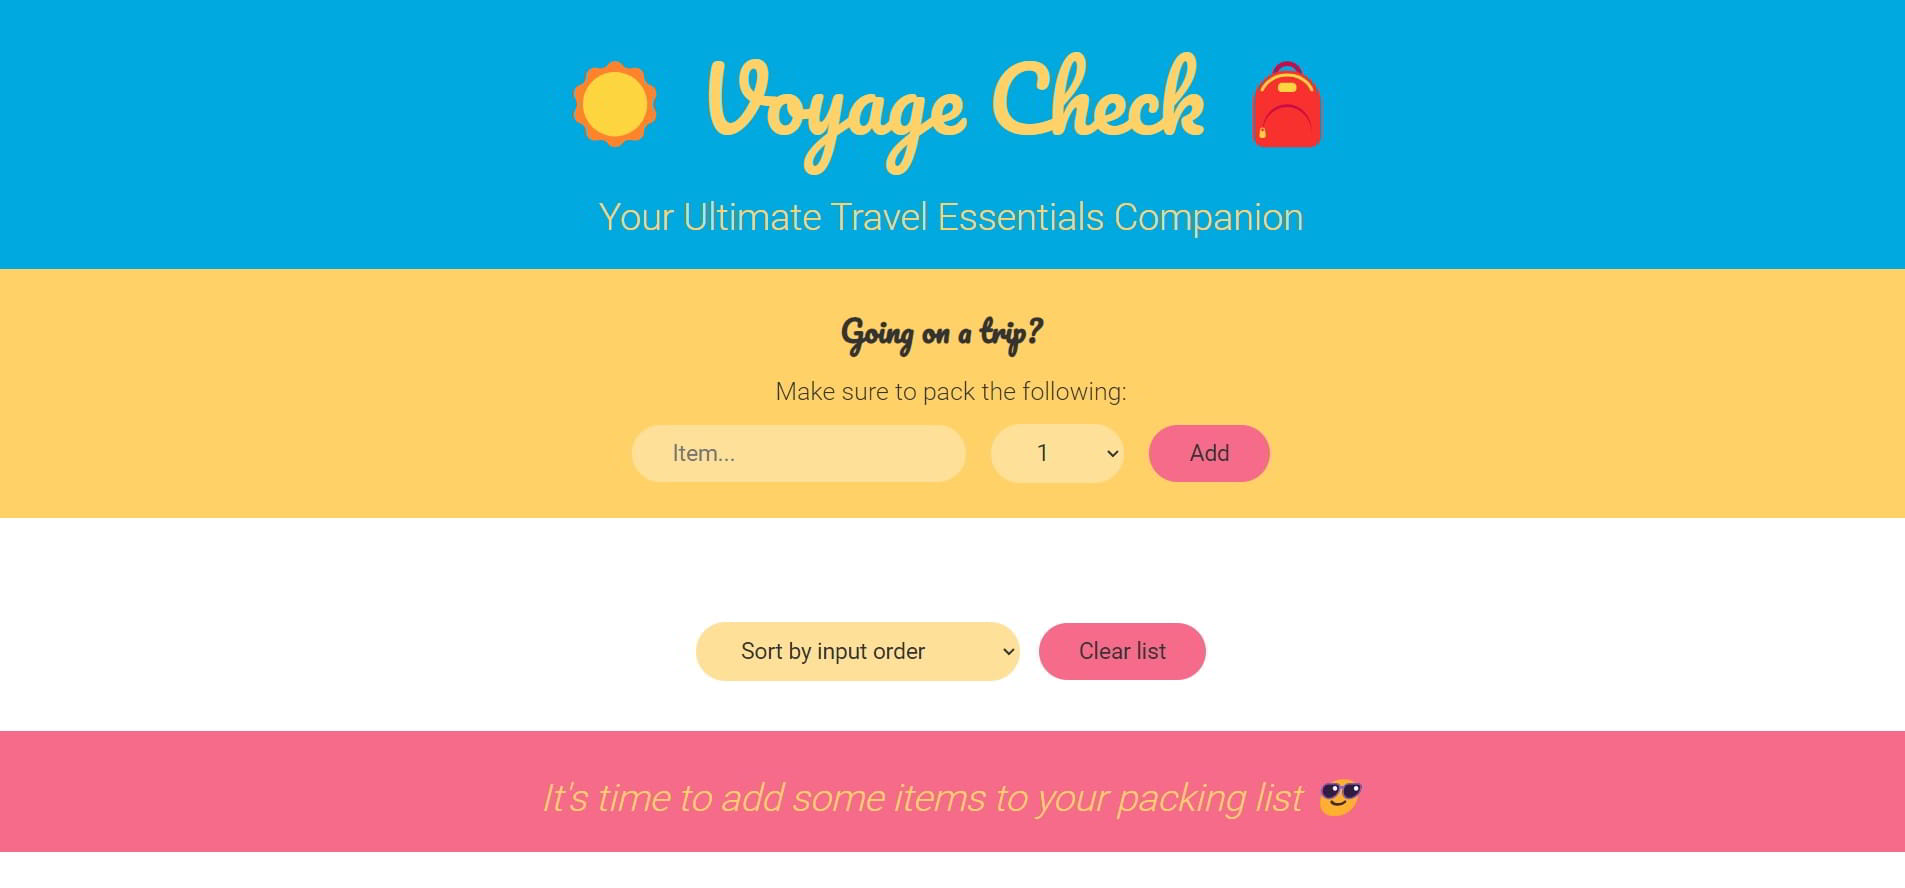 Voyage Check
Your Ultimate Travel Essentials Companion
Going on a trip?
Make sure to pack the following:
Item... 1 Add
Sort by input order Clear list
It's time to add some items to your packing list 😎